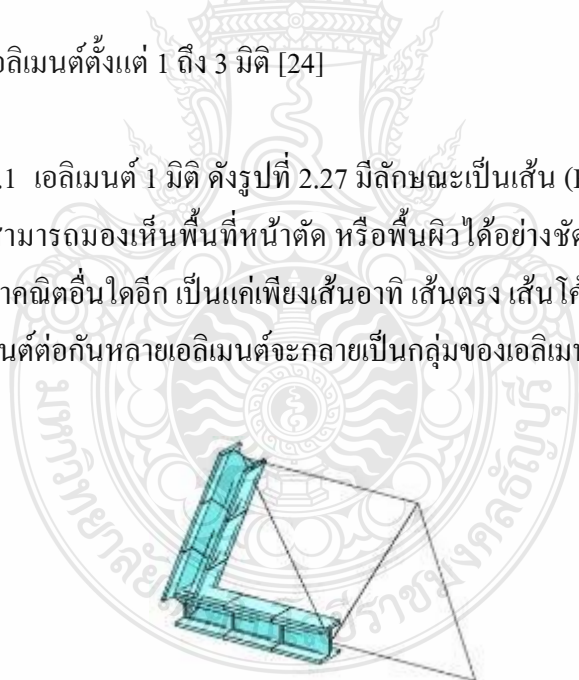 อลิเมนต์ตั้งแต่ 1 ถึง 3 มิติ [24]
.1 เอลิเมนต์ 1 มิติ ดังรูปที่ 2.27 มีลักษณะเป็นเส้น
ามารถมองเห็นพื้นที่หน้าตัด หรือพื้นผิวได้อย่างชัด
าคณิตอื่นใดอีก เป็นแค่เพียงเส้นอาทิ เส้นตรง เส้นโค้
นต์ต่อกันหลายเอลิเมนต์จะกลายเป็นกลุ่มของเอลิเม